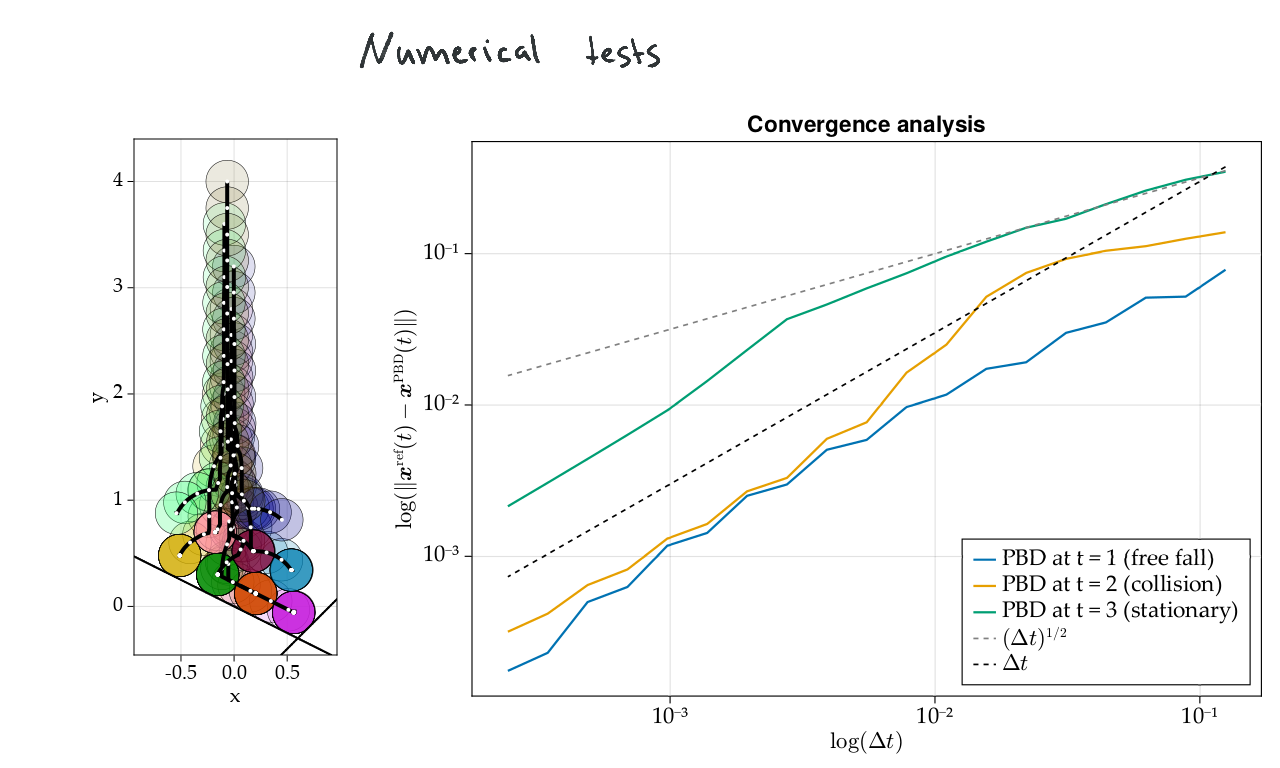 Numerical tests
y
4
3
2
1
0
-0.5 0.0 0.5
x
Convergence analysis
log(||𝒙^ref(t) − 𝒙^PBD(t)||)
10⁻¹
10⁻²
10⁻³
10⁻³ 10⁻² 10⁻¹
log(Δt)
PBD at t = 1 (free fall)
PBD at t = 2 (collision)
PBD at t = 3 (stationary)
(Δt)^1/2
Δt